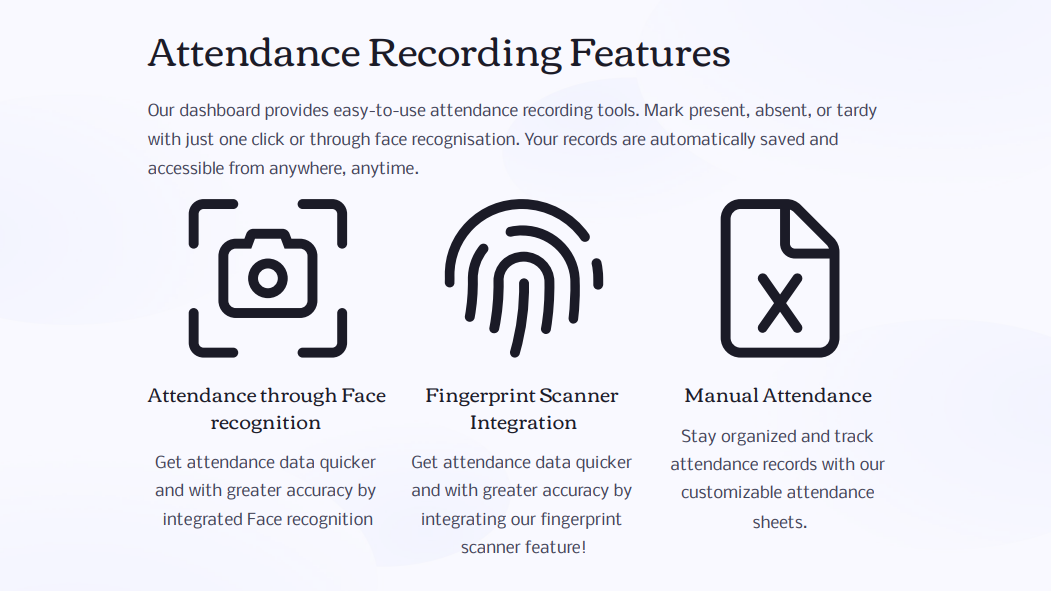 Attendance Recording Features
Our dashboard provides easy-to-use attendance recording tools. Mark present, absent, or tardy
with just one click or through face recognisation. Your records are automatically saved and
accessible from anywhere, anytime.
X
Attendance through Face
recognition
Get attendance data quicker
and with greater accuracy by
integrated Face recognition
Fingerprint Scanner
Integration
Get attendance data quicker
and with greater accuracy by
integrating our fingerprint
scanner feature!
Manual Attendance
Stay organized and track
attendance records with our
customizable attendance
sheets.